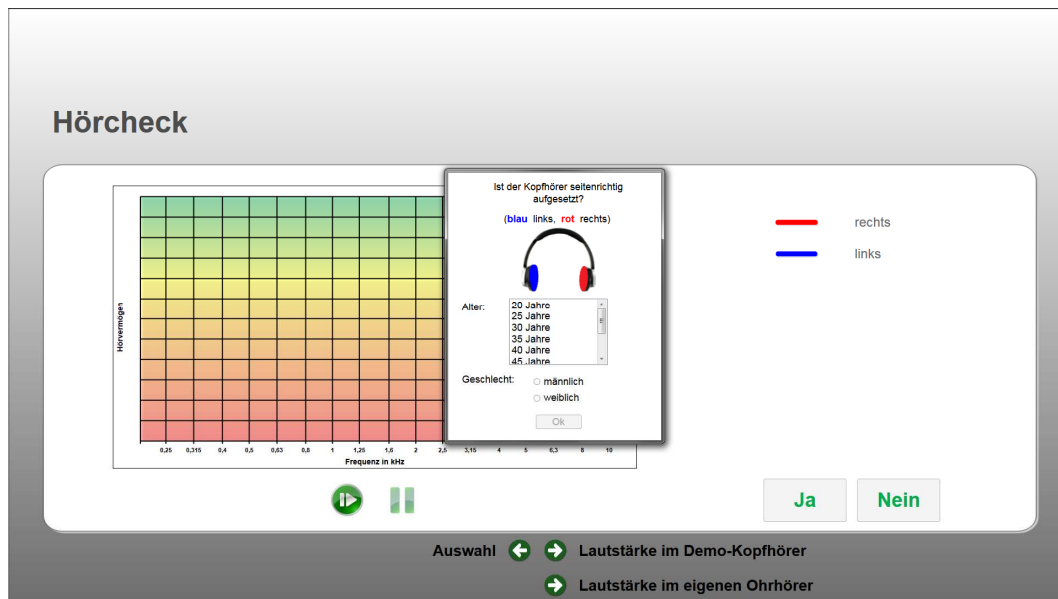 Hörcheck
Ist der Kopfhörer seitenrichtig
aufgesetzt?
(blau links, rot rechts)
Alter:
20 Jahre
25 Jahre
30 Jahre
35 Jahre
40 Jahre
45 Jahre
Geschlecht:
männlich
weiblich
Ok
rechts
links
Hörvermögen
0,25 0,315 0,4 0,5 0,63 0,8 1 1,25 1,6 2 2,5 3,15 4 5 6,3 8 10
Frequenz in kHz
Ja Nein
Auswahl Lautstärke im Demo-Kopfhörer
Lautstärke im eigenen Ohrhörer